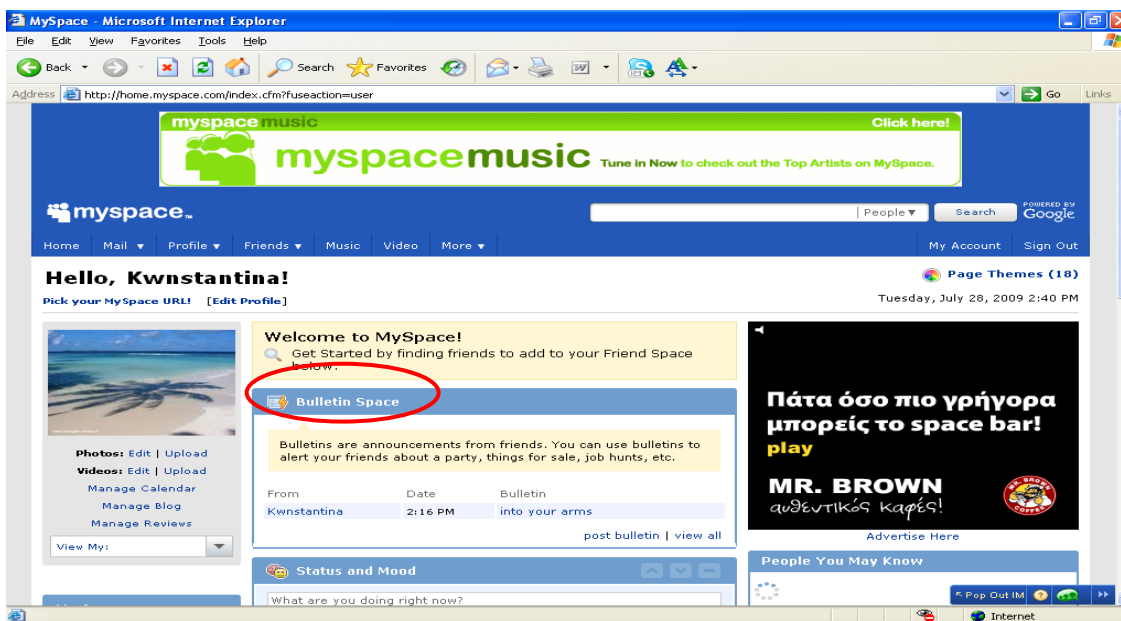 MySpace - Microsoft Internet Explorer
File Edit View Favorites Tools Help
Back Search Favorites
Address http://home.myspace.com/index.cfm?fuseaction=user Go Links
myspacemusic Click here!
myspacemusic Tune in Now to check out the Top Artists on MySpace.
myspace. People Search POWERED BY Google
Home Mail Profile Friends Music Video More My Account Sign Out
Hello, Kwnstantina! Page Themes (18)
Pick your MySpace URL! [Edit Profile] Tuesday, July 28, 2009 2:40 PM
Welcome to MySpace!
Get Started by finding friends to add to your Friend Space
below.
Bulletin Space
Bulletins are announcements from friends. You can use bulletins to
alert your friends about a party, things for sale, job hunts, etc.
From Date Bulletin
Kwnstantina 2:16 PM into your arms
post bulletin | view all
Photos: Edit | Upload
Videos: Edit | Upload
Manage Calendar
Manage Blog
Manage Reviews
View My:
Πάτα όσο πιο γρήγορα
μπορείς το space bar!
play
MR. BROWN
αυθεντικός καφές!
MR. BROWN
COFFEE
Advertise Here
Status and Mood
What are you doing right now?
People You May Know
Pop Out IM
Internet